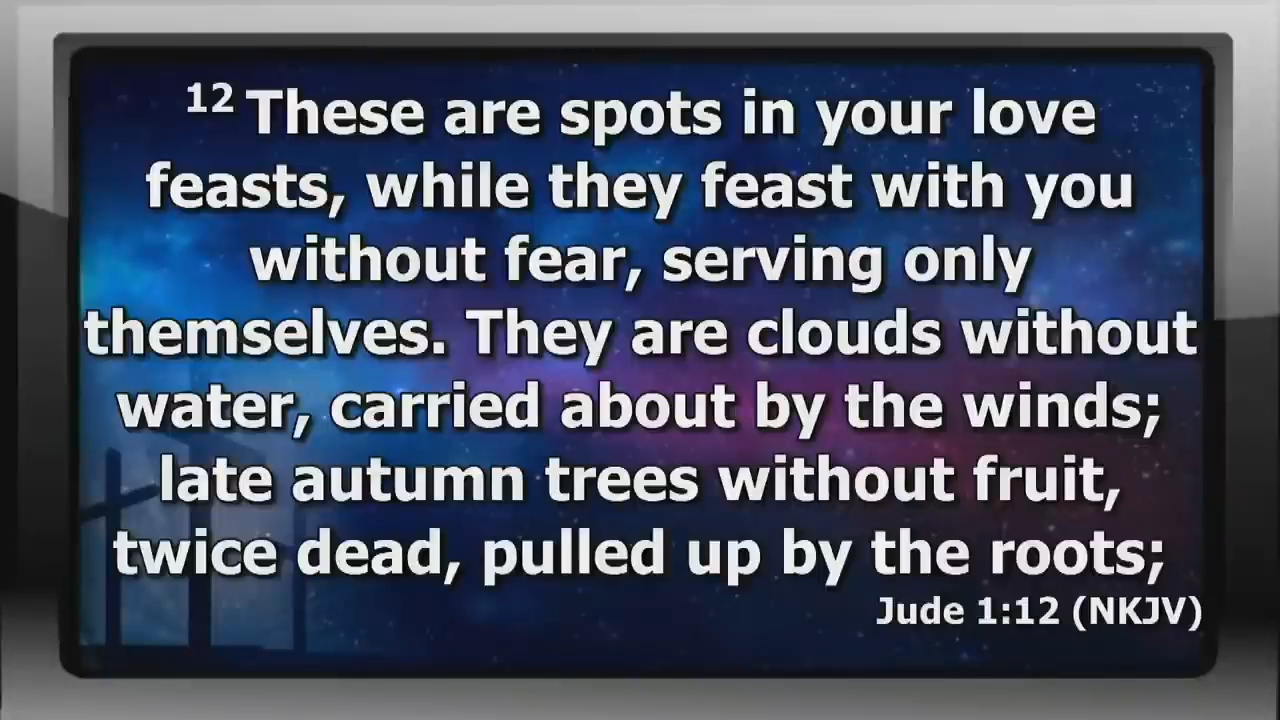 12 These are spots in your love
feasts, while they feast with you
without fear, serving only
themselves. They are clouds without
water, carried about by the winds;
late autumn trees without fruit,
twice dead, pulled up by the roots;
Jude 1:12 (NKJV)